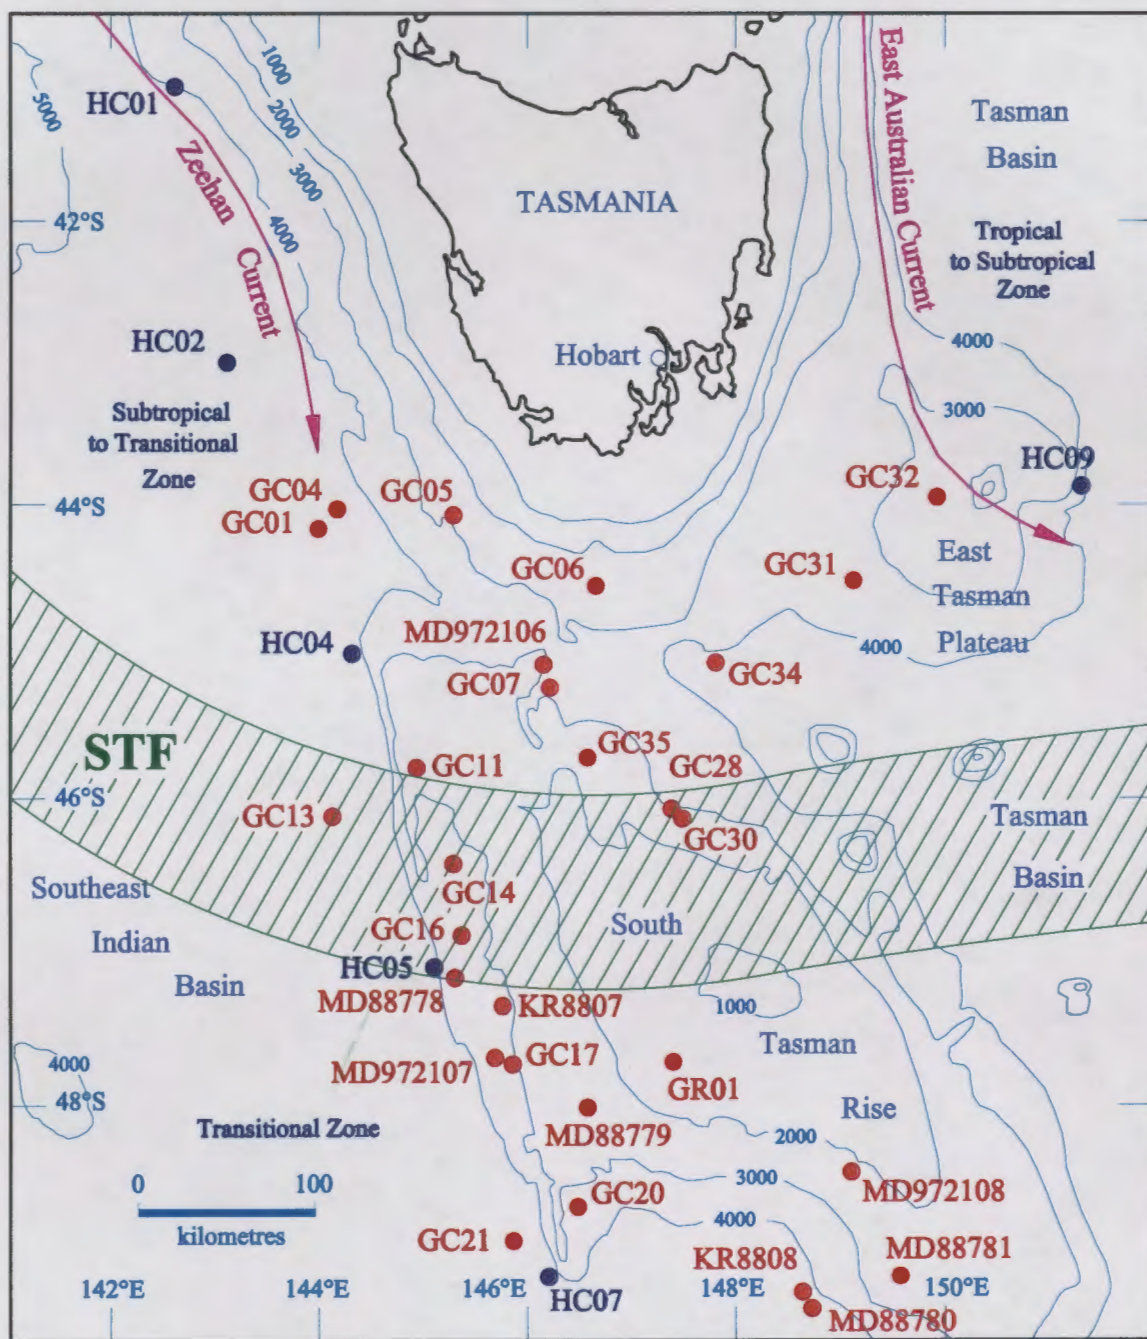 1000
2000
3000
4000
5000
HC01
Zeehan Current
East Australian Current
Tasman
Basin
42°S
TASMANIA
Tropical
to Subtropical
Zone
HC02
Hobart
4000
3000
Subtropical
to Transitional
Zone
HC09
GC04
GC05
GC32
44°S
GC01
GC06
GC31
East
Tasman
Plateau
MD972106
HC04
4000
GC07
GC34
STF
GC35
GC28
GC11
46°S
GC13
GC30
Tasman
Basin
Southeast
Indian
Basin
GC14
GC16
South
HC05
MD88778
KR8807
1000
Tasman
GC17
MD972107
GR01
4000
48°S
Rise
Transitional Zone
MD88779
2000
0 100
kilometres
3000
MD972108
GC20
4000
GC21
KR8808
MD88781
142°E
144°E
146°E
148°E
150°E
HC07
MD88780